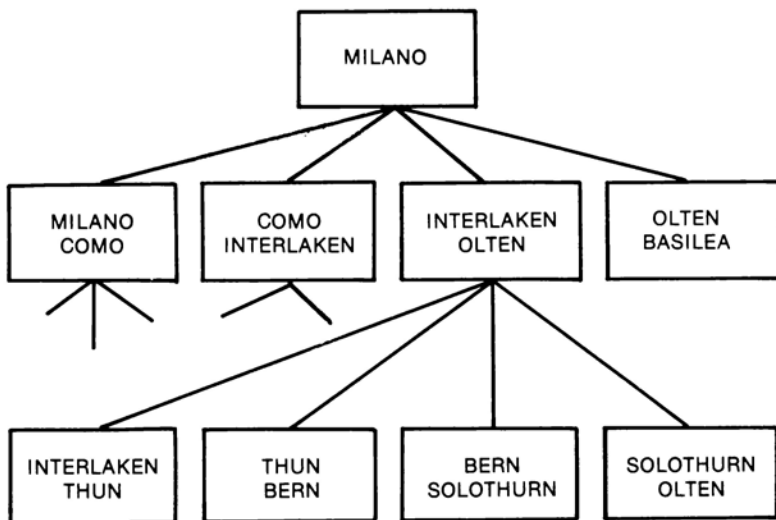 MILANO
MILANO
COMO
COMO
INTERLAKEN
INTERLAKEN
OLTEN
OLTEN
BASILEA
INTERLAKEN
THUN
THUN
BERN
BERN
SOLOTHURN
SOLOTHURN
OLTEN